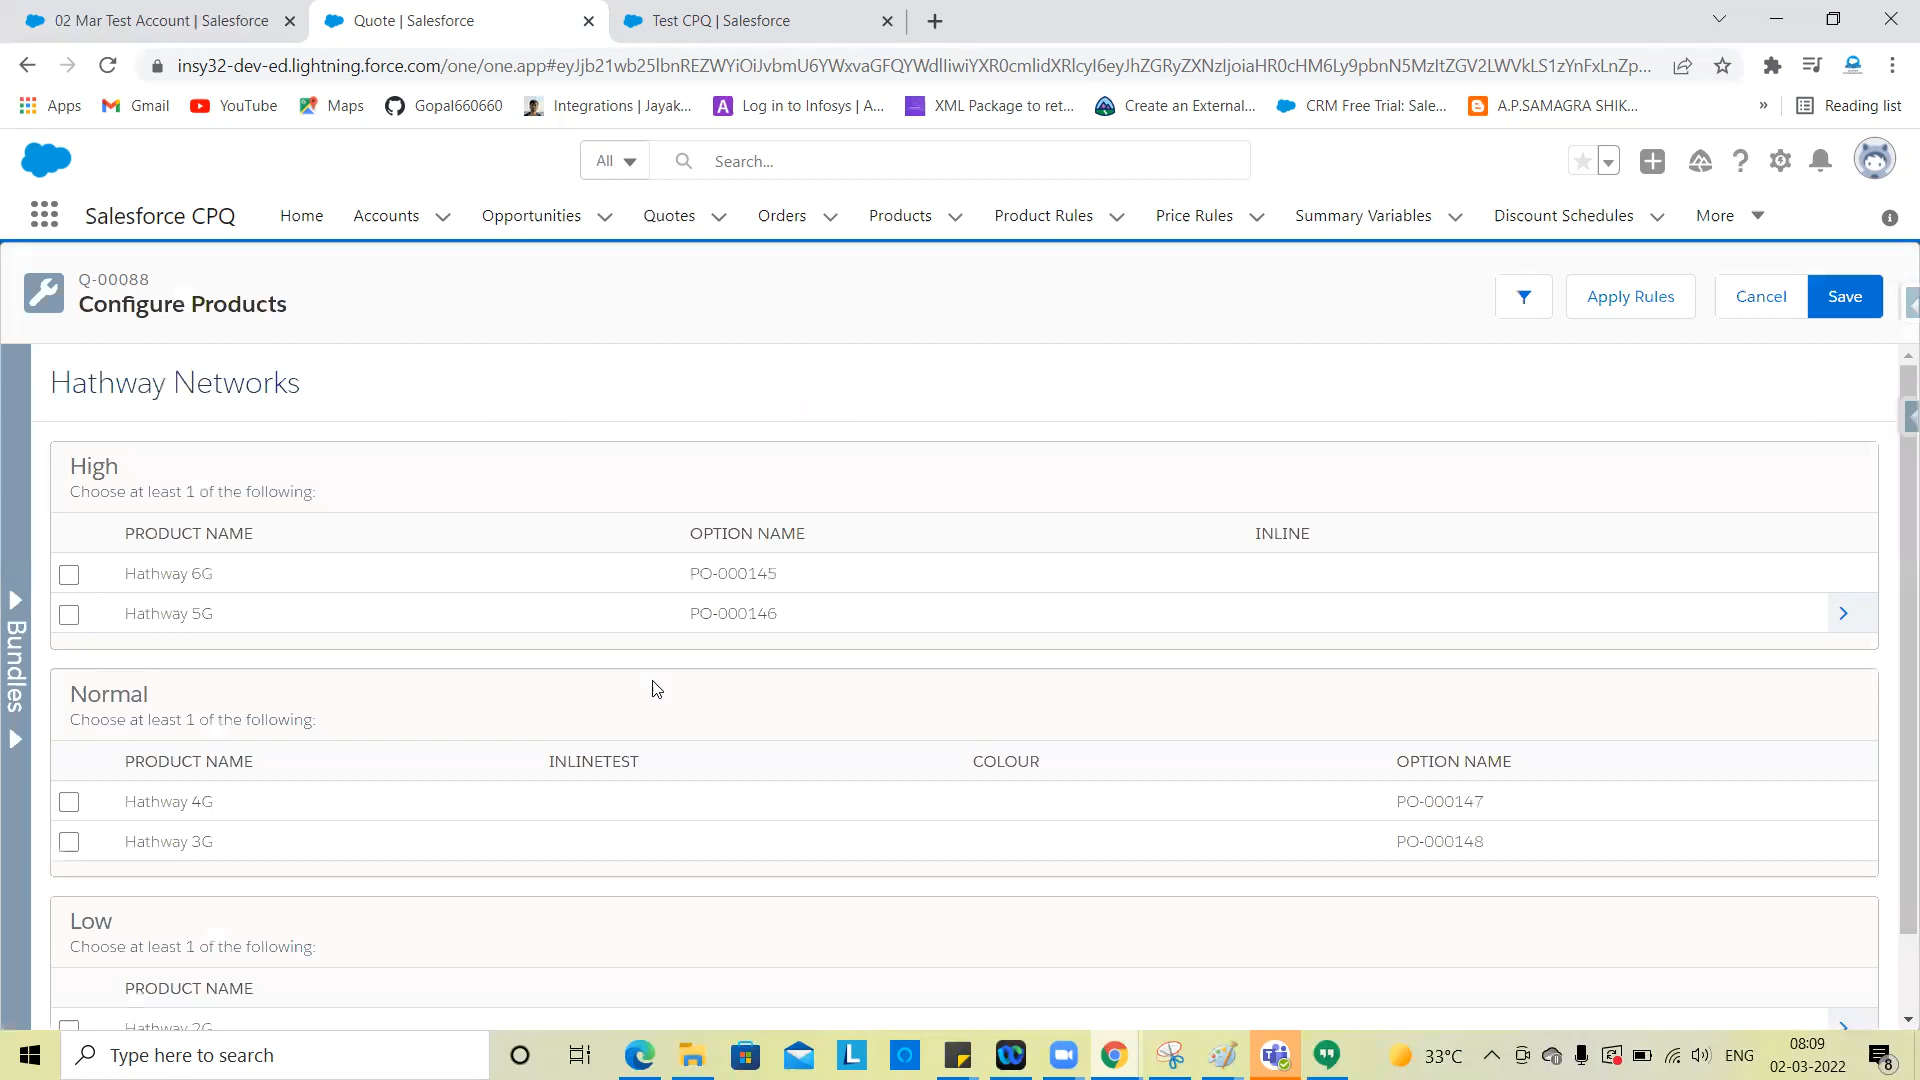 02 Mar Test Account | Salesforce
Quote | Salesforce
Test CPQ | Salesforce
insy32-dev-ed.lightning.force.com/one/one.app#eyJjb21wb25lbnREZWYiOiJvbmU6YWxvaGFQYWdlIiwiYXR0cmlidXRlcyI6eyJhZGRyZXNzIjoiaHR0cHM6Ly9pbnN5MzItZGV2LWVkLS1zYnFxLnZp...
Apps
Gmail
YouTube
Maps
Gopal660060
Integrations | Jayak...
Log in to Infosys | A...
XML Package to ret...
Create an External...
CRM Free Trial: Sale...
A.P.SAMAGRA SHIK...
»
Reading list
All
Search...
Salesforce CPQ
Home
Accounts
Opportunities
Quotes
Orders
Products
Product Rules
Price Rules
Summary Variables
Discount Schedules
More
Q-00088
Configure Products
Apply Rules
Cancel
Save
Hathway Networks
Bundles
High
Choose at least 1 of the following:
PRODUCT NAME OPTION NAME INLINE
Hathway 6G PO-000145
Hathway 5G PO-000146
Normal
Choose at least 1 of the following:
PRODUCT NAME INLINETEST COLOUR OPTION NAME
Hathway 4G PO-000147
Hathway 3G PO-000148
Low
Choose at least 1 of the following:
PRODUCT NAME
Hathway 2G
Type here to search
33°C
ENG
08:09
02-03-2022
8